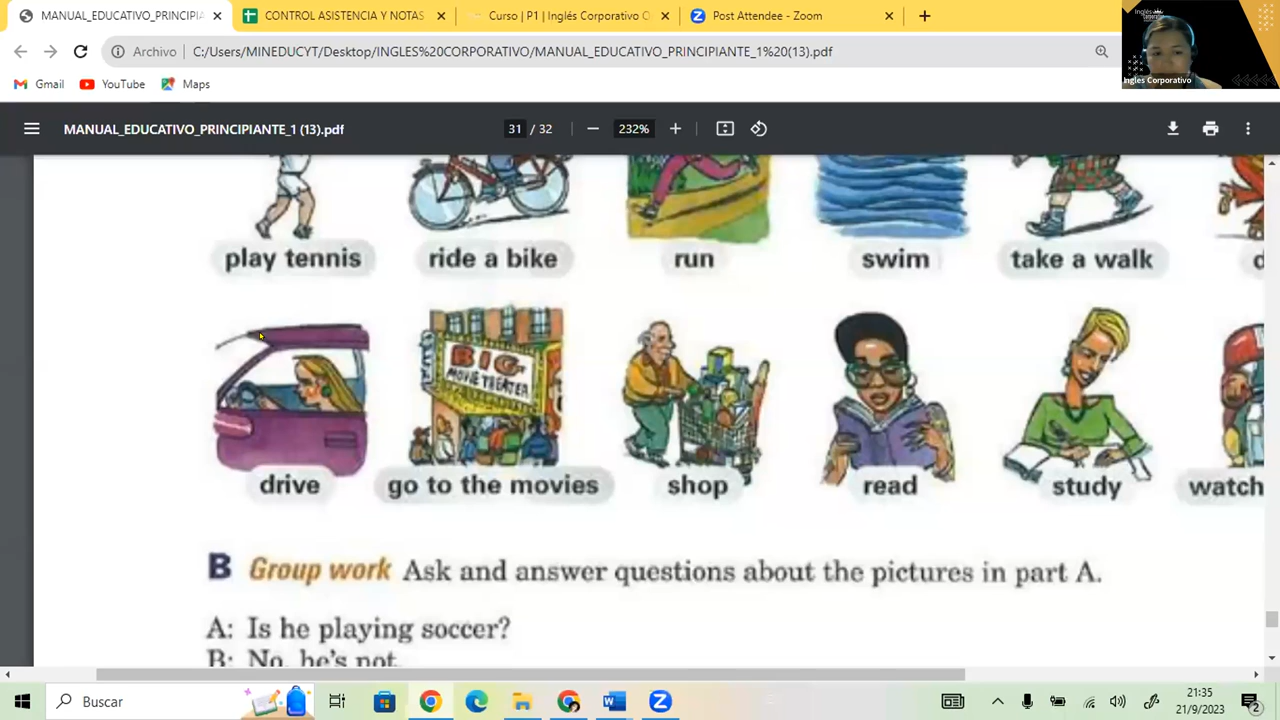 MANUAL_EDUCATIVO_PRINCIPIA
CONTROL ASISTENCIA Y NOTAS
Curso | P1 | Inglés Corporativo O
Post Attendee - Zoom
Archivo
C:/Users/MINEDUCYT/Desktop/INGLES%20CORPORATIVO/MANUAL_EDUCATIVO_PRINCIPIANTE_1%20(13).pdf
Gmail
YouTube
Maps
Ingles Corporativo
MANUAL_EDUCATIVO_PRINCIPIANTE_1 (13).pdf
31 / 32
232%
play tennis
ride a bike
run
swim
take a walk
d
BIG
MOVIE THEATER
drive
go to the movies
shop
read
study
watch
B Group work Ask and answer questions about the pictures in part A.
A: Is he playing soccer?
B: No, he's not.
Buscar
21:35
21/9/2023
2